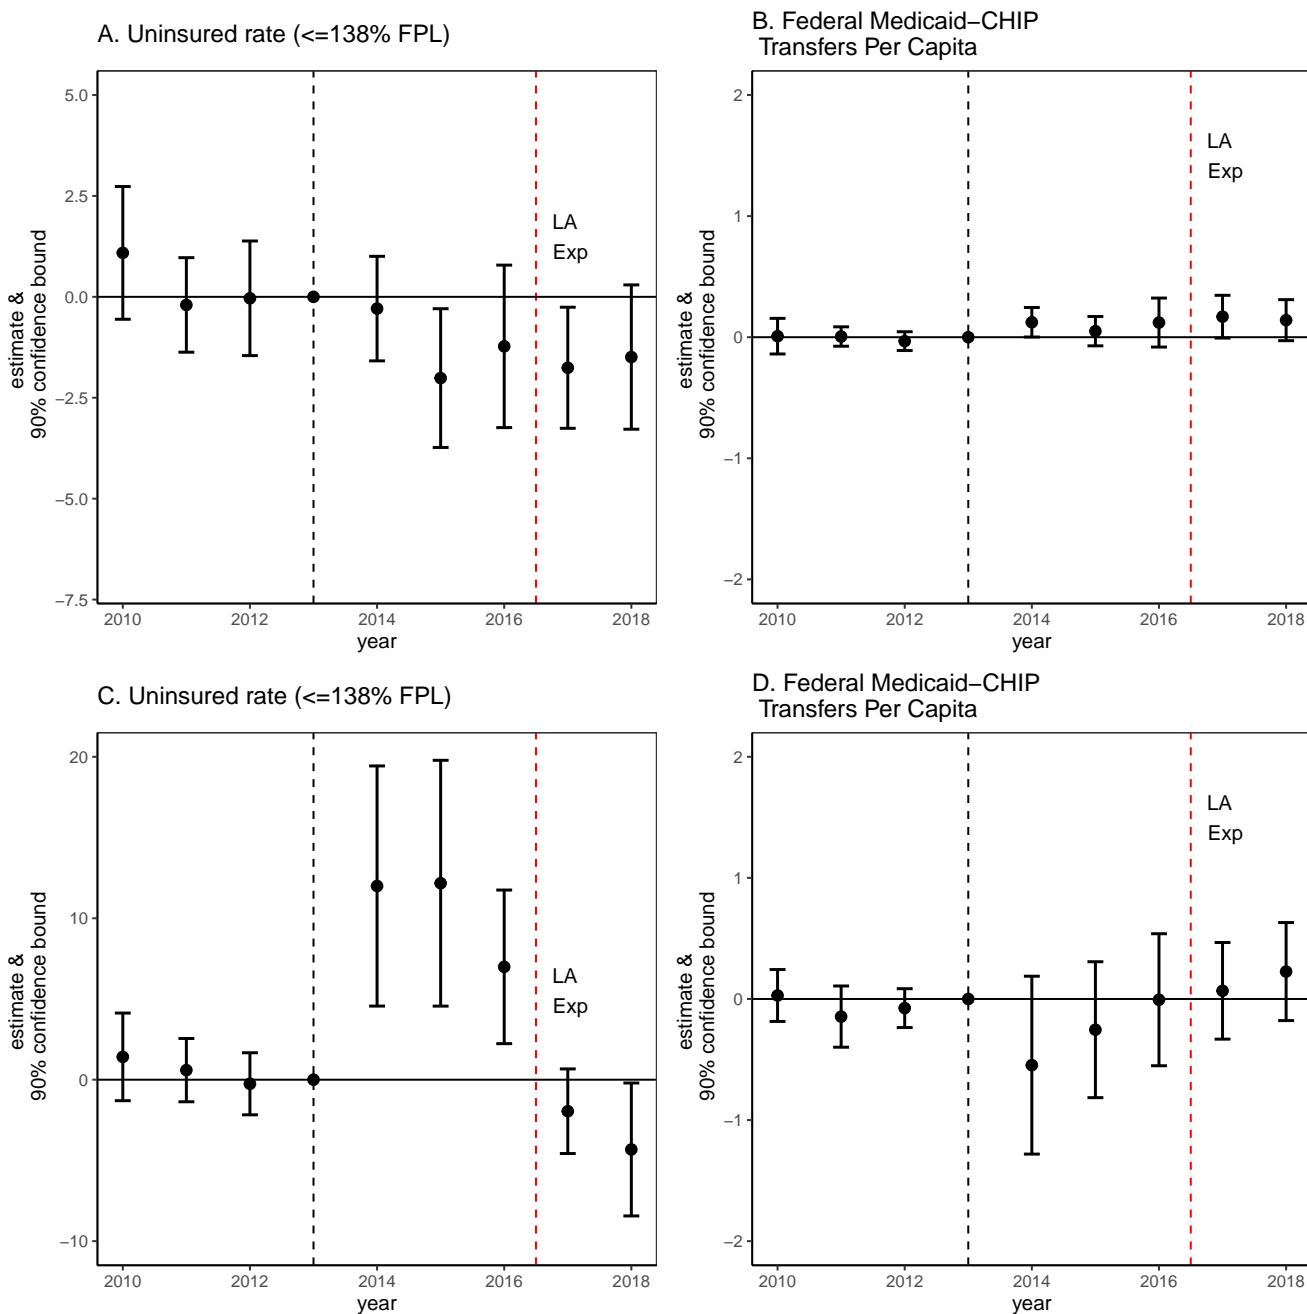 A. Uninsured rate (<=138% FPL)
estimate &
90% confidence bound
5.0
2.5
0.0
−2.5
−5.0
−7.5
LA
Exp
2010
2012
2014
2016
2018
year
B. Federal Medicaid−CHIP
Transfers Per Capita
estimate &
90% confidence bound
2
1
0
−1
−2
LA
Exp
2010
2012
2014
2016
2018
year
C. Uninsured rate (<=138% FPL)
estimate &
90% confidence bound
20
10
0
−10
LA
Exp
2010
2012
2014
2016
2018
year
D. Federal Medicaid−CHIP
Transfers Per Capita
estimate &
90% confidence bound
2
1
0
−1
−2
LA
Exp
2010
2012
2014
2016
2018
year